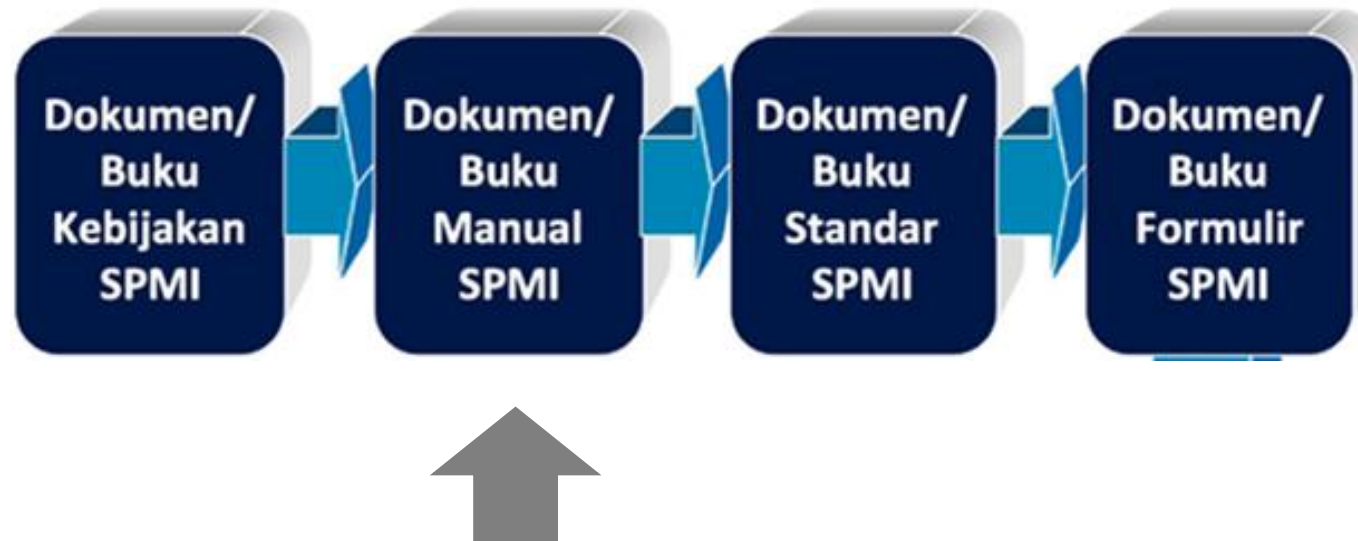 Dokumen/
Buku
Kebijakan
SPMI
Dokumen/
Buku
Manual
SPMI
Dokumen/
Buku
Standar
SPMI
Dokumen/
Buku
Formulir
SPMI